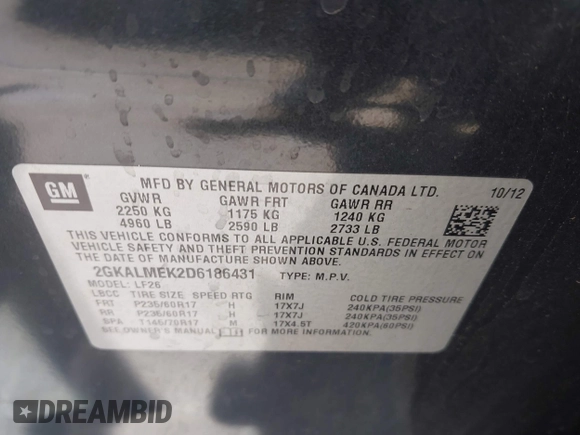 GM
MFD BY GENERAL MOTORS OF CANADA LTD. 10/12
GVWR GAWR FRT GAWR RR
2250 KG 1175 KG 1240 KG
4960 LB 2590 LB 2733 LB
THIS VEHICLE CONFORMS TO ALL APPLICABLE U.S. FEDERAL MOTOR
VEHICLE SAFETY AND THEFT PREVENTION STANDARDS IN EFFECT ON
THE DATE OF MANUFACTURE SHOWN ABOVE.
2GKALMEK2D6186431 TYPE: M.P.V.
MODEL: LF26
LBCC TIRE SIZE SPEED RTG RIM COLD TIRE PRESSURE
FRT P235/60R17 H 17X7J 240KPA(35PSI)
RR P235/60R17 H 17X7J 240KPA(35PSI)
SPA T145/70R17 M 17X4.5T 420KPA(60PSI)
SEE OWNER'S MANUAL
DREAMBID